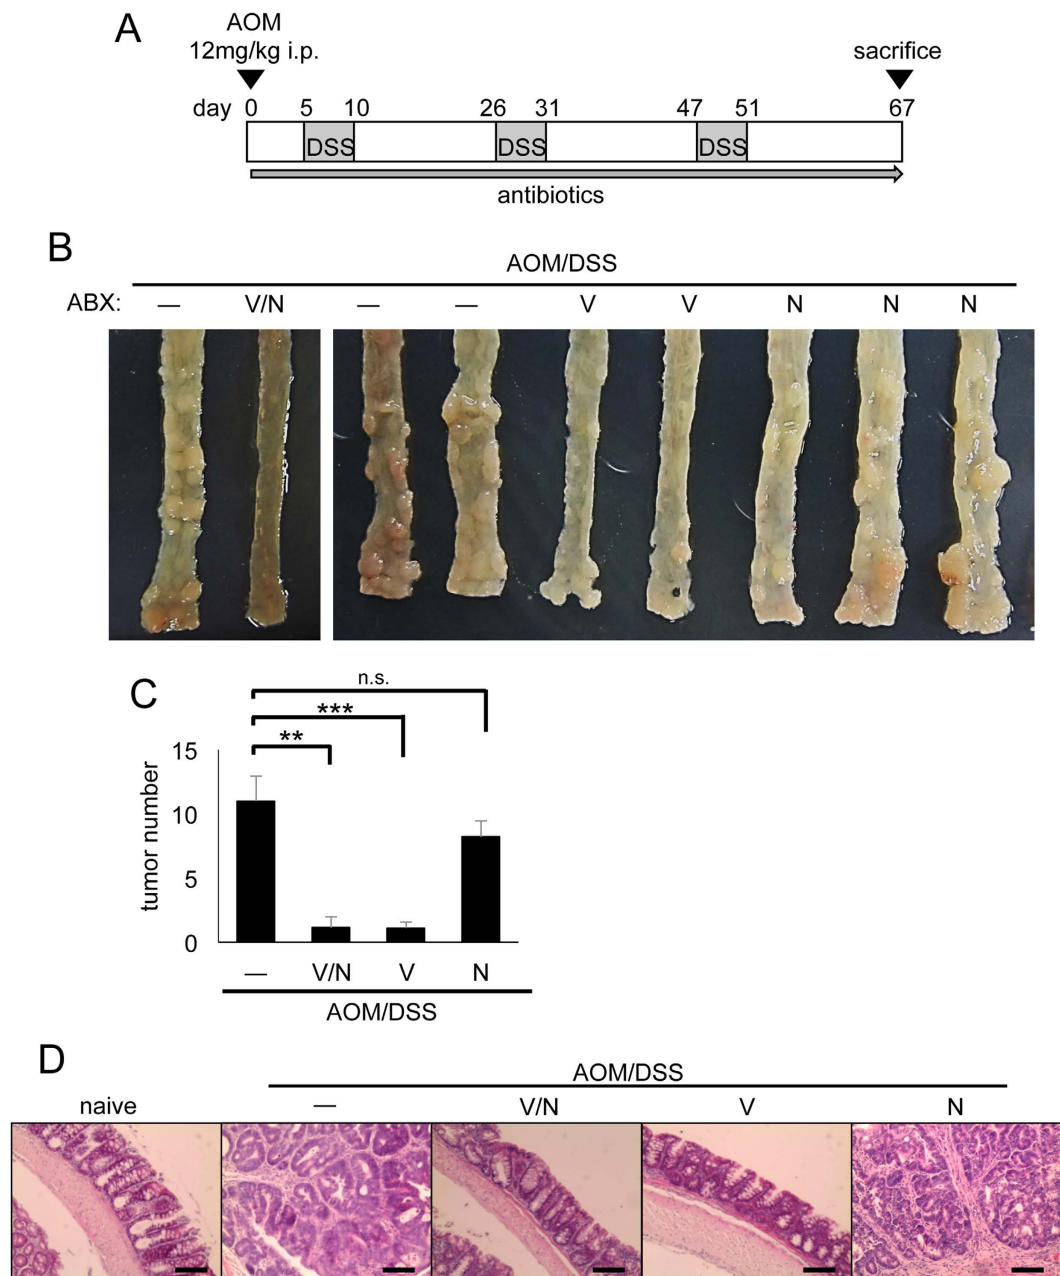 A
AOM
12mg/kg i.p.
sacrifice
day 0 5 10 26 31 47 51 67
DSS DSS DSS
antibiotics
B
AOM/DSS
ABX: — V/N — — V V N N N
C
n.s.
***
**
15
10
5
0
tumor number
— V/N V N
AOM/DSS
D
AOM/DSS
naive — V/N V N